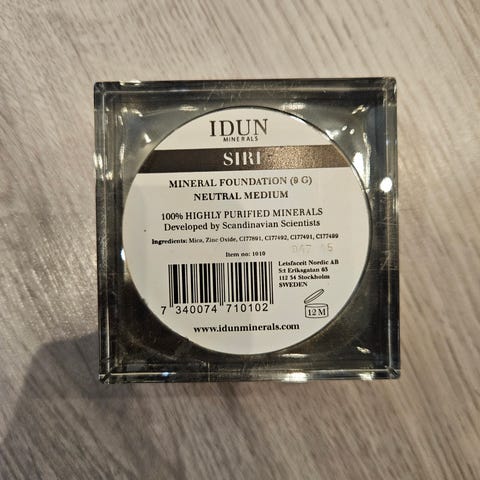 IDUN
MINERALS
SIRI
MINERAL FOUNDATION (9 G)
NEUTRAL MEDIUM
100% HIGHLY PURIFIED MINERALS
Developed by Scandinavian Scientists
Ingredients: Mica, Zinc Oxide, CI77891, CI77492, CI77491, CI77499
Item no: 1010
Letsfaceit Nordic AB
S:t Eriksgatan 63
112 34 Stockholm
SWEDEN
7 340074 710102
12 M
www.idunminerals.com